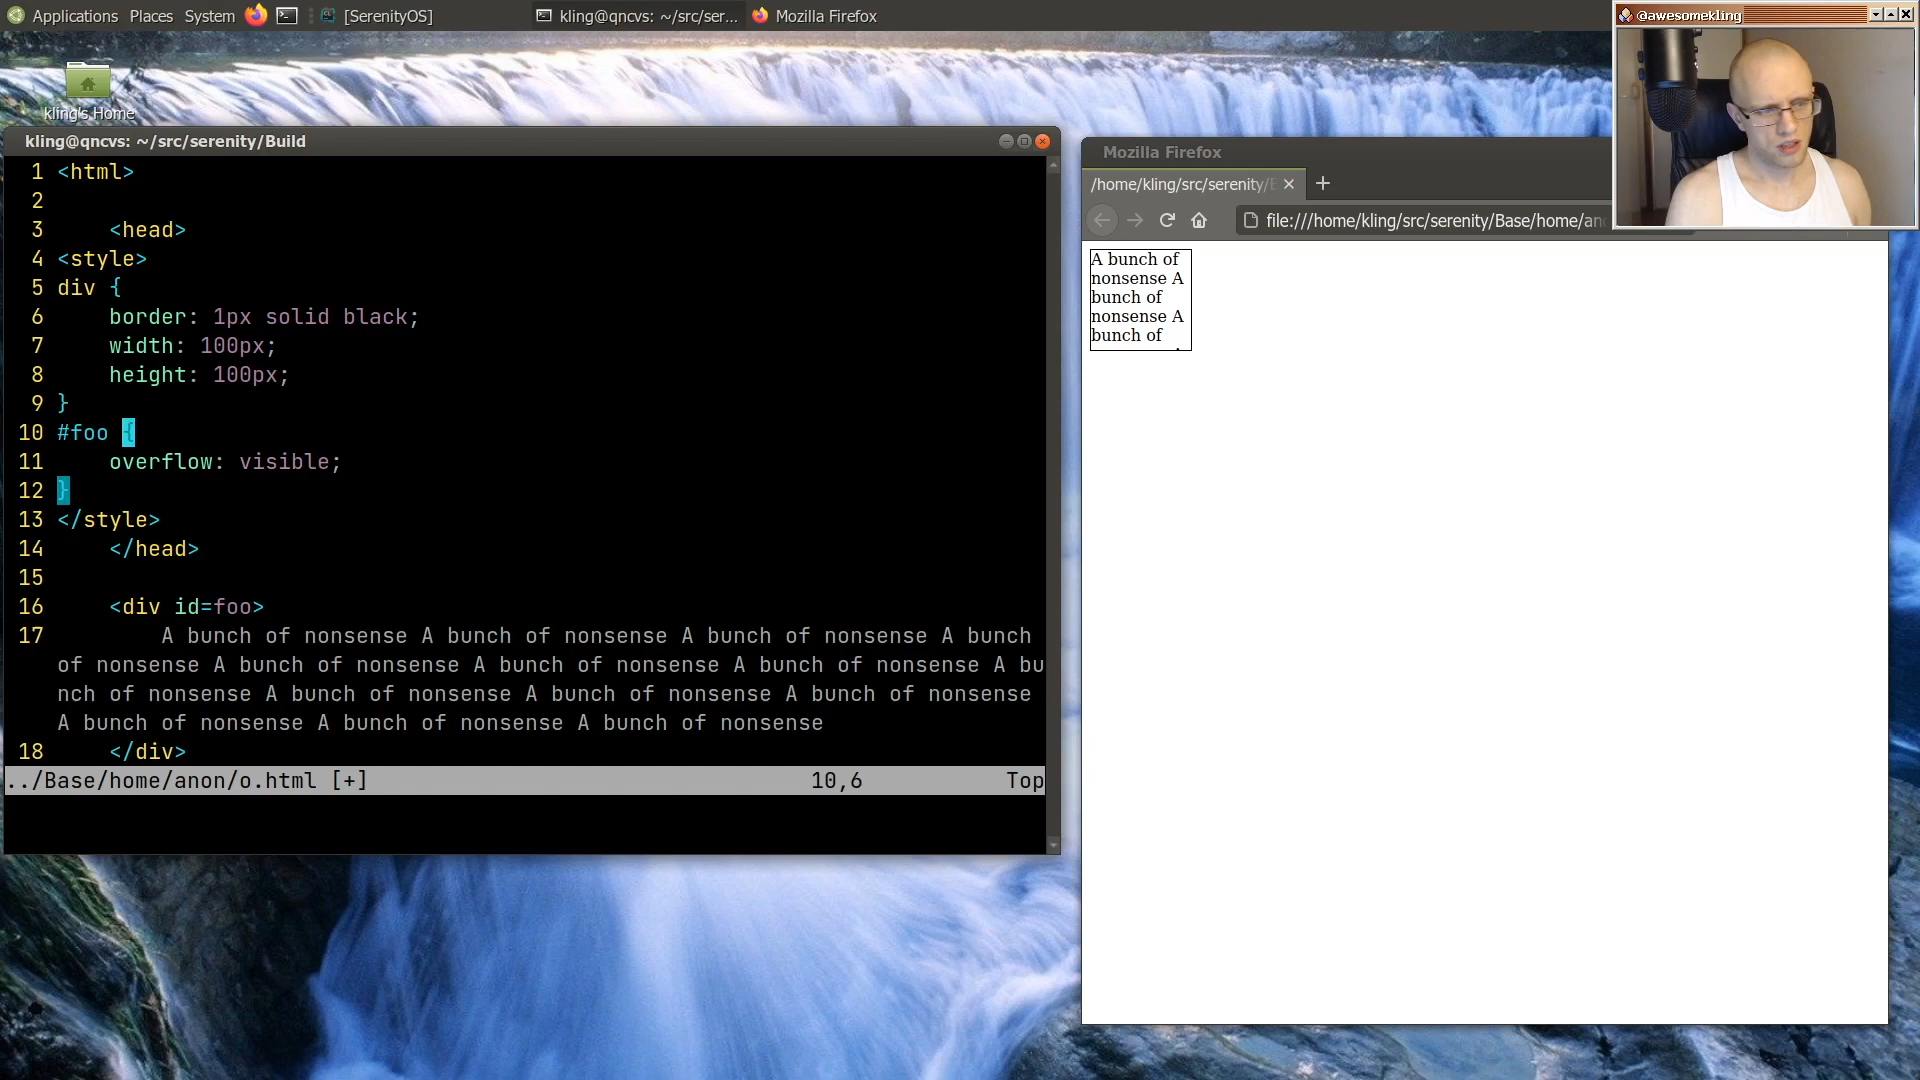 Applications Places System [SerenityOS] kling@qncvs: ~/src/ser... Mozilla Firefox
@awesomekling
kling's Home
kling@qncvs: ~/src/serenity/Build
1 <html>
2
3 <head>
4 <style>
5 div {
6 border: 1px solid black;
7 width: 100px;
8 height: 100px;
9 }
10 #foo {
11 overflow: visible;
12 }
13 </style>
14 </head>
15
16 <div id=foo>
17 A bunch of nonsense A bunch of nonsense A bunch of nonsense A bunch
of nonsense A bunch of nonsense A bunch of nonsense A bunch of nonsense A bu
nch of nonsense A bunch of nonsense A bunch of nonsense A bunch of nonsense
A bunch of nonsense A bunch of nonsense A bunch of nonsense
18 </div>
../Base/home/anon/o.html [+] 10,6 Top
Mozilla Firefox
/home/kling/src/serenity/
file:///home/kling/src/serenity/Base/home/an
A bunch of
nonsense A
bunch of
nonsense A
bunch of